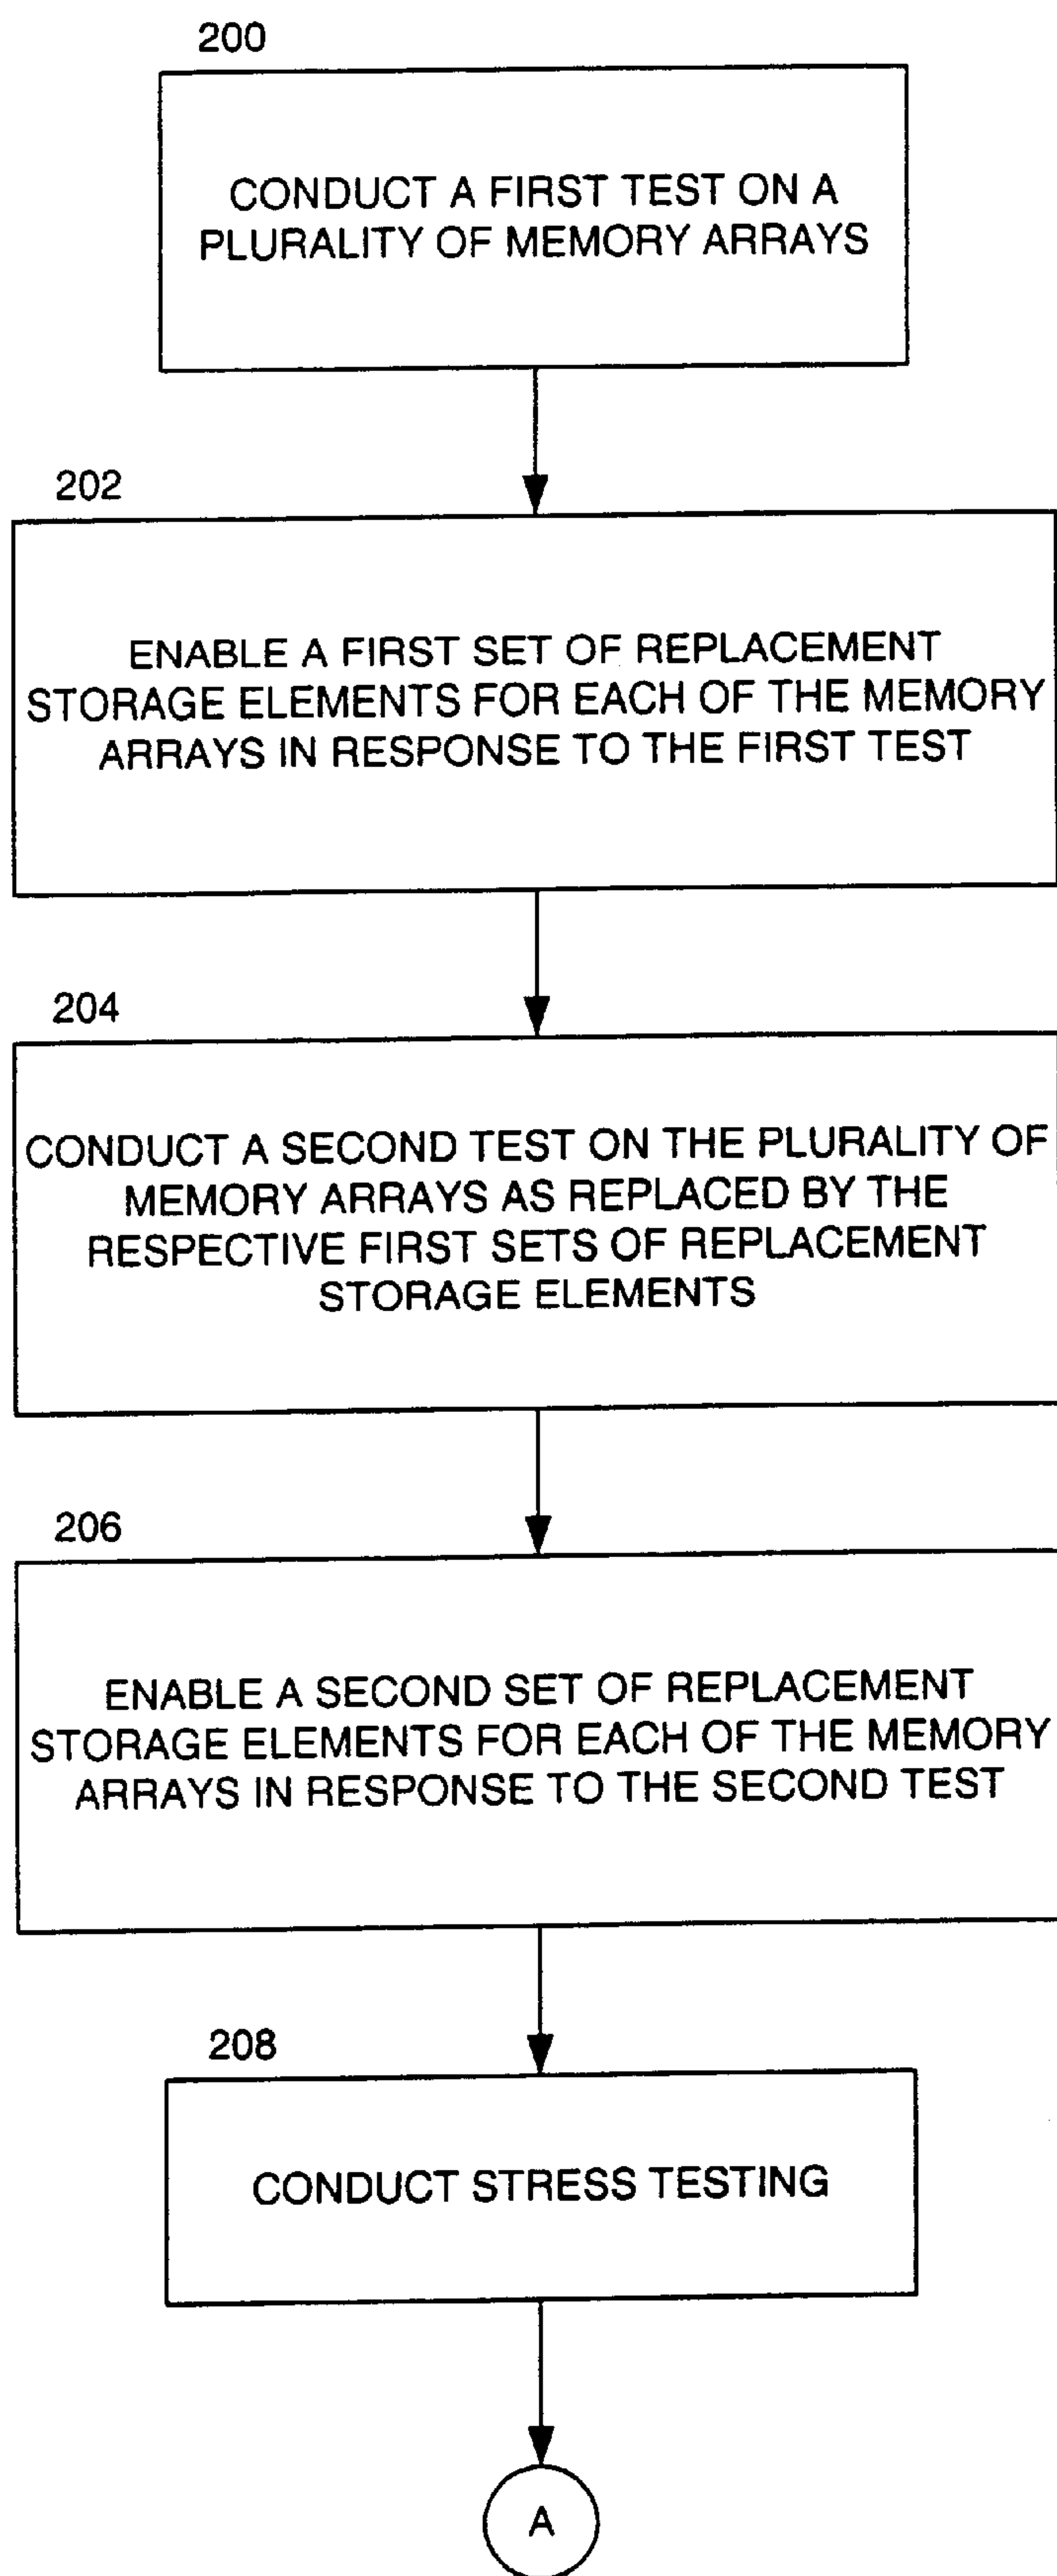 200
CONDUCT A FIRST TEST ON A
PLURALITY OF MEMORY ARRAYS
202
ENABLE A FIRST SET OF REPLACEMENT
STORAGE ELEMENTS FOR EACH OF THE MEMORY
ARRAYS IN RESPONSE TO THE FIRST TEST
204
CONDUCT A SECOND TEST ON THE PLURALITY OF
MEMORY ARRAYS AS REPLACED BY THE
RESPECTIVE FIRST SETS OF REPLACEMENT
STORAGE ELEMENTS
206
ENABLE A SECOND SET OF REPLACEMENT
STORAGE ELEMENTS FOR EACH OF THE MEMORY
ARRAYS IN RESPONSE TO THE SECOND TEST
208
CONDUCT STRESS TESTING
A